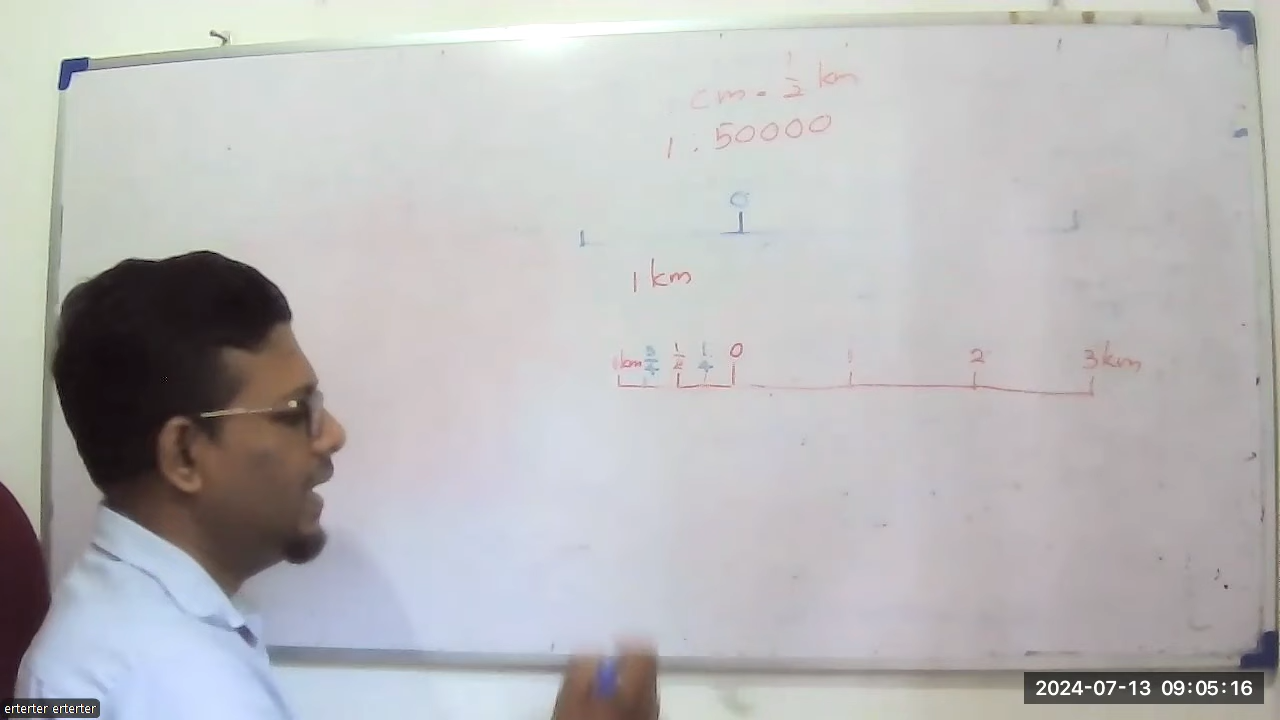 cm = 1/2 km
1 : 50000
0
1 km
1km 3/4 1/2 1/4 0 1 2 3km
erterter erterter
2024-07-13 09:05:16